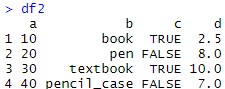 > df2
   a           b     c    d
1 10        book  TRUE  2.5
2 20         pen FALSE  8.0
3 30    textbook  TRUE 10.0
4 40 pencil_case FALSE  7.0